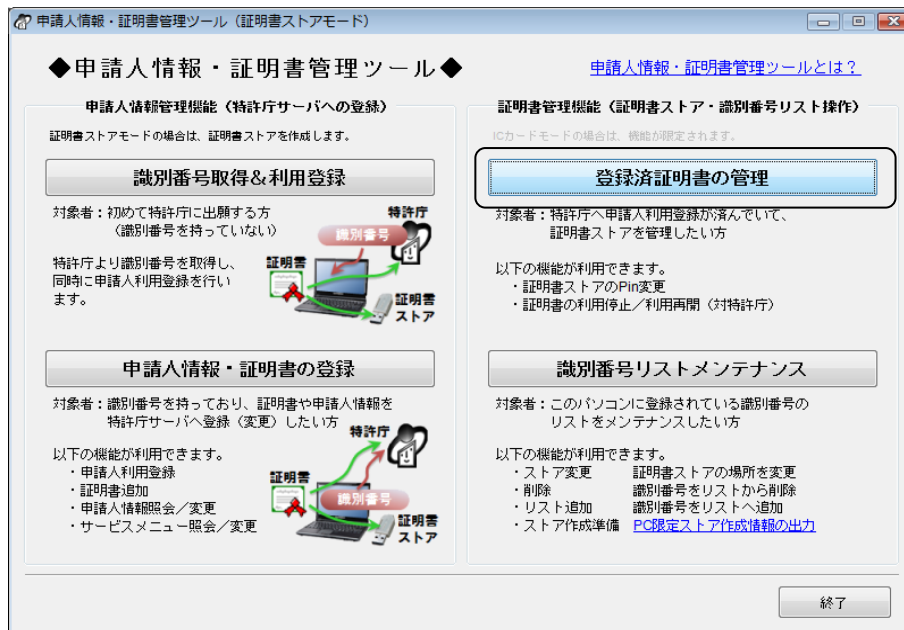 申請人情報・証明書管理ツール（証明書ストアモード）
◆申請人情報・証明書管理ツール◆
申請人情報・証明書管理ツールとは？
申請人情報管理機能（特許庁サーバへの登録）
証明書ストアモードの場合は、証明書ストアを作成します。
識別番号取得&利用登録
対象者：初めて特許庁に出願する方
（識別番号を持っていない）
特許庁より識別番号を取得し、
同時に申請人利用登録を行い
ます。
特許庁
識別番号
証明書
証明書
ストア
申請人情報・証明書の登録
対象者：識別番号を持っており、証明書や申請人情報を
特許庁サーバへ登録（変更）したい方
以下の機能が利用できます。
・申請人利用登録
・証明書追加
・申請人情報照会／変更
・サービスメニュー照会／変更
特許庁
証明書
識別番号
証明書
ストア
証明書管理機能（証明書ストア・識別番号リスト操作）
ICカードモードの場合は、機能が限定されます。
登録済証明書の管理
対象者：特許庁へ申請人利用登録が済んでいて、
証明書ストアを管理したい方
以下の機能が利用できます。
・証明書ストアのPin変更
・証明書の利用停止／利用再開（対特許庁）
識別番号リストメンテナンス
対象者：このパソコンに登録されている識別番号の
リストをメンテナンスしたい方
以下の機能が利用できます。
・ストア変更 証明書ストアの場所を変更
・削除 識別番号をリストから削除
・リスト追加 識別番号をリストへ追加
・ストア作成準備 PC限定ストア作成情報の出力
終了